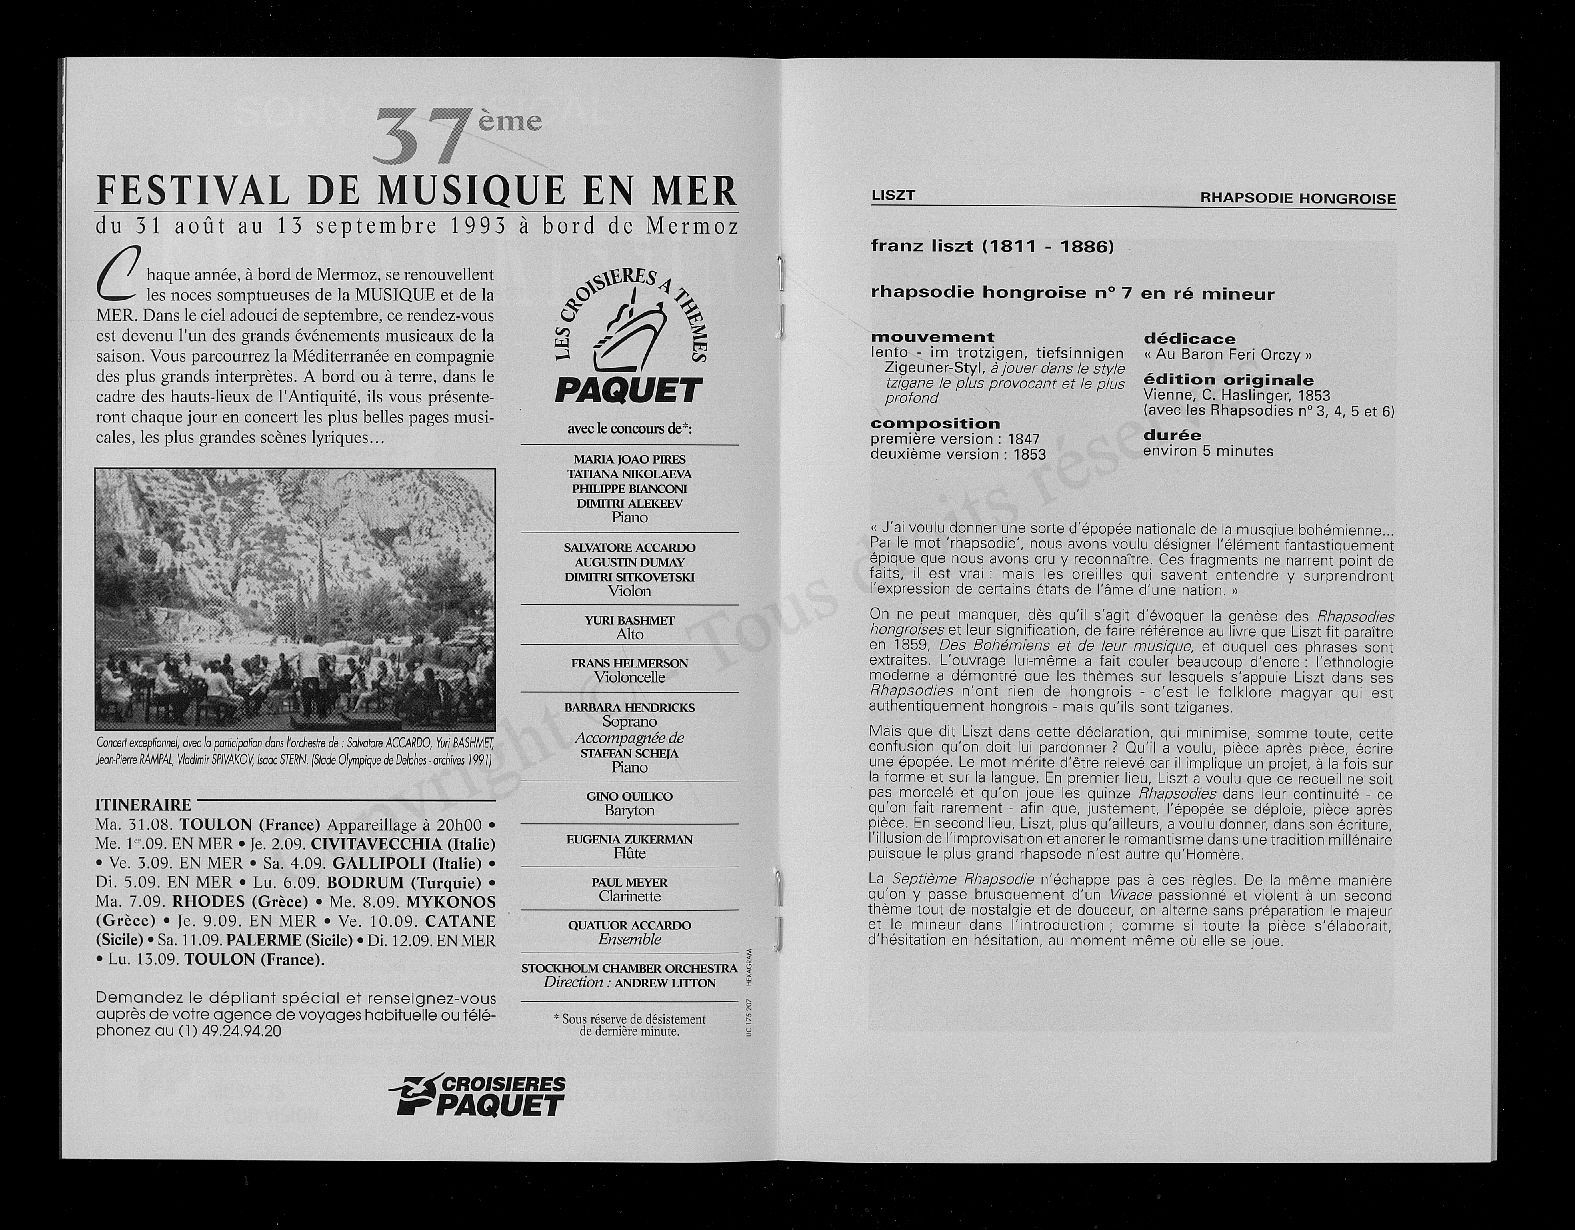 37ème
FESTIVAL DE MUSIQUE EN MER
du 31 août au 13 septembre 1993 à bord de Mermoz
Chaque année, à bord de Mermoz, se renouvellent
les noces somptueuses de la MUSIQUE et de la
MER. Dans le ciel adouci de septembre, ce rendez-vous
est devenu l'un des grands événements musicaux de la
saison. Vous parcourrez la Méditerranée en compagnie
des plus grands interprètes. A bord ou à terre, dans le
cadre des hauts-lieux de l'Antiquité, ils vous présente-
ront chaque jour en concert les plus belles pages musi-
cales, les plus grandes scènes lyriques...
Concert exceptionnel, avec la participation dans l'orchestre de : Salvatore ACCARDO, Yuri BASHMET,
Jean-Pierre RAMPAL, Vladimir SPIVAKOV, Isaac STERN. (Stade Olympique de Delphes - archives 1991)
ITINERAIRE
Ma. 31.08. TOULON (France) Appareillage à 20h00 •
Me. 1er.09. EN MER • Je. 2.09. CIVITAVECCHIA (Italie)
• Ve. 3.09. EN MER • Sa. 4.09. GALLIPOLI (Italie) •
Di. 5.09. EN MER • Lu. 6.09. BODRUM (Turquie) •
Ma. 7.09. RHODES (Grèce) • Me. 8.09. MYKONOS
(Grèce) • Je. 9.09. EN MER • Ve. 10.09. CATANE
(Sicile) • Sa. 11.09. PALERME (Sicile) • Di. 12.09. EN MER
• Lu. 13.09. TOULON (France).
Demandez le dépliant spécial et renseignez-vous
auprès de votre agence de voyages habituelle ou télé-
phonez au (1) 49.24.94.20
LES CROISIERES A THEMES
PAQUET
avec le concours de*:
MARIA JOAO PIRES
TATIANA NIKOLAEVA
PHILIPPE BIANCONI
DIMITRI ALEKEEV
Piano
SALVATORE ACCARDO
AUGUSTIN DUMAY
DIMITRI SITKOVETSKI
Violon
YURI BASHMET
Alto
FRANS HELMERSON
Violoncelle
BARBARA HENDRICKS
Soprano
Accompagnée de
STAFFAN SCHEJA
Piano
GINO QUILICO
Baryton
EUGENIA ZUKERMAN
Flûte
PAUL MEYER
Clarinette
QUATUOR ACCARDO
Ensemble
STOCKHOLM CHAMBER ORCHESTRA
Direction : ANDREW LITTON
* Sous réserve de désistement
de dernière minute.
LIC 175 207 HEXAGRAM
CROISIERES
PAQUET
LISZT RHAPSODIE HONGROISE
franz liszt (1811 - 1886)
rhapsodie hongroise n° 7 en ré mineur
mouvement
lento - im trotzigen, tiefsinnigen
Zigeuner-Styl, à jouer dans le style
tzigane le plus provocant et le plus
profond
composition
première version : 1847
deuxième version : 1853
dédicace
« Au Baron Feri Orczy »
édition originale
Vienne, C. Haslinger, 1853
(avec les Rhapsodies n° 3, 4, 5 et 6)
durée
environ 5 minutes
« J'ai voulu donner une sorte d'épopée nationale de la musqiue bohémienne...
Par le mot 'rhapsodie', nous avons voulu désigner l'élément fantastiquement
épique que nous avons cru y reconnaître. Ces fragments ne narrent point de
faits, il est vrai : mais les oreilles qui savent entendre y surprendront
l'expression de certains états de l'âme d'une nation. »
On ne peut manquer, dès qu'il s'agit d'évoquer la genèse des Rhapsodies
hongroises et leur signification, de faire référence au livre que Liszt fit paraître
en 1859, Des Bohémiens et de leur musique, et duquel ces phrases sont
extraites. L'ouvrage lui-même a fait couler beaucoup d'encre : l'ethnologie
moderne a démontré que les thèmes sur lesquels s'appuie Liszt dans ses
Rhapsodies n'ont rien de hongrois - c'est le folklore magyar qui est
authentiquement hongrois - mais qu'ils sont tziganes.
Mais que dit Liszt dans cette déclaration, qui minimise, somme toute, cette
confusion qu'on doit lui pardonner ? Qu'il a voulu, pièce après pièce, écrire
une épopée. Le mot mérite d'être relevé car il implique un projet, à la fois sur
la forme et sur la langue. En premier lieu, Liszt a voulu que ce recueil ne soit
pas morcelé et qu'on joue les quinze Rhapsodies dans leur continuité - ce
qu'on fait rarement - afin que, justement, l'épopée se déploie, pièce après
pièce. En second lieu, Liszt, plus qu'ailleurs, a voulu donner, dans son écriture,
l'illusion de l'improvisation et ancrer le romantisme dans une tradition millénaire
puisque le plus grand rhapsode n'est autre qu'Homère.
La Septième Rhapsodie n'échappe pas à ces règles. De la même manière
qu'on y passe brusquement d'un Vivace passionné et violent à un second
thème tout de nostalgie et de douceur, on alterne sans préparation le majeur
et le mineur dans l'introduction ; comme si toute la pièce s'élaborait,
d'hésitation en hésitation, au moment même où elle se joue.
Copyright © - Tous droits réservés